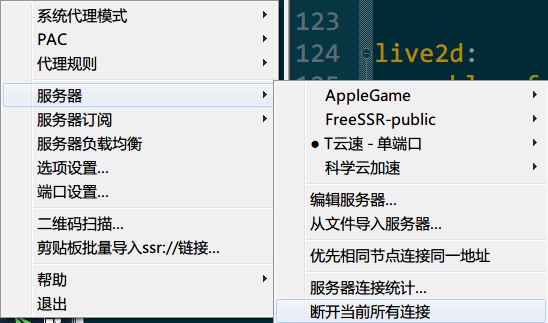 系统代理模式
PAC
代理规则
服务器
服务器订阅
服务器负载均衡
选项设置...
端口设置...
二维码扫描...
剪贴板批量导入ssr://链接...
帮助
退出
123
124 live2d:
AppleGame
FreeSSR-public
● T云速 - 单端口
科学云加速
编辑服务器...
从文件导入服务器...
优先相同节点连接同一地址
服务器连接统计...
断开当前所有连接